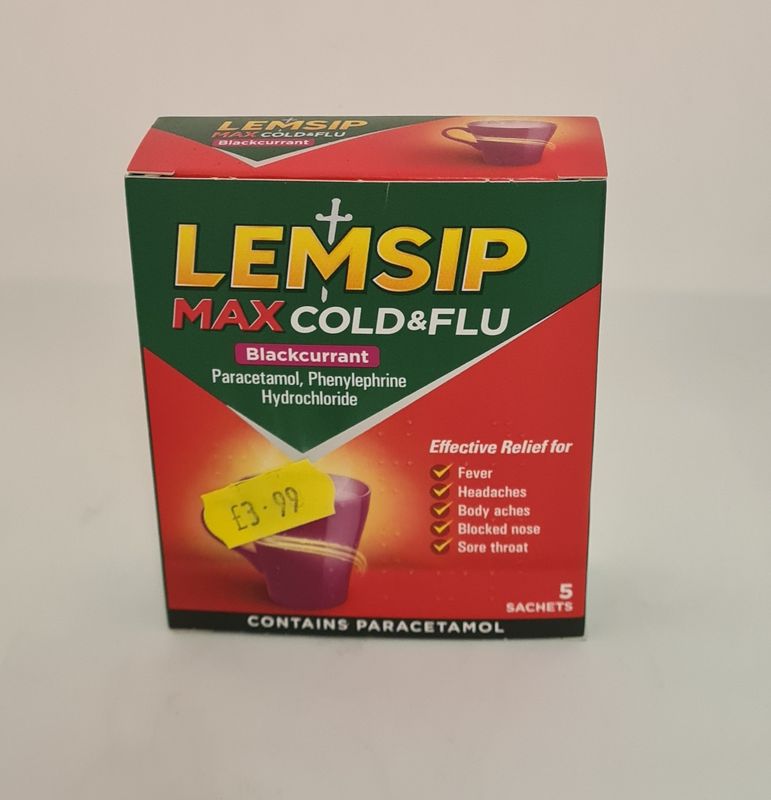 LEMSIP
MAX COLD&FLU
Blackcurrant
LEMSIP
MAX COLD&FLU
Blackcurrant
Paracetamol, Phenylephrine
Hydrochloride
Effective Relief for
Fever
Headaches
Body aches
Blocked nose
Sore throat
£3.99
5
SACHETS
CONTAINS PARACETAMOL